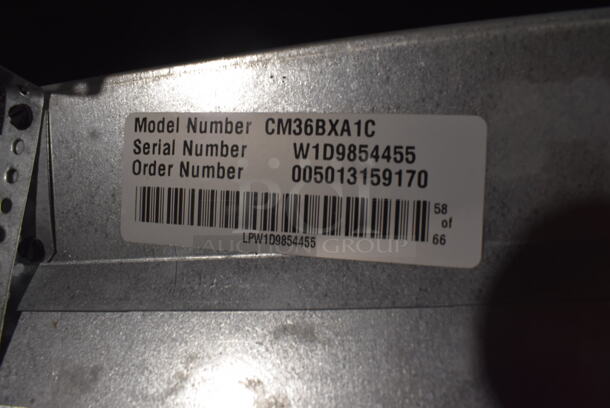 Model Number CM36BXA1C
Serial Number W1D9854455
Order Number 005013159170
58
of
66
LPW1D9854455
AUCTION GROUP